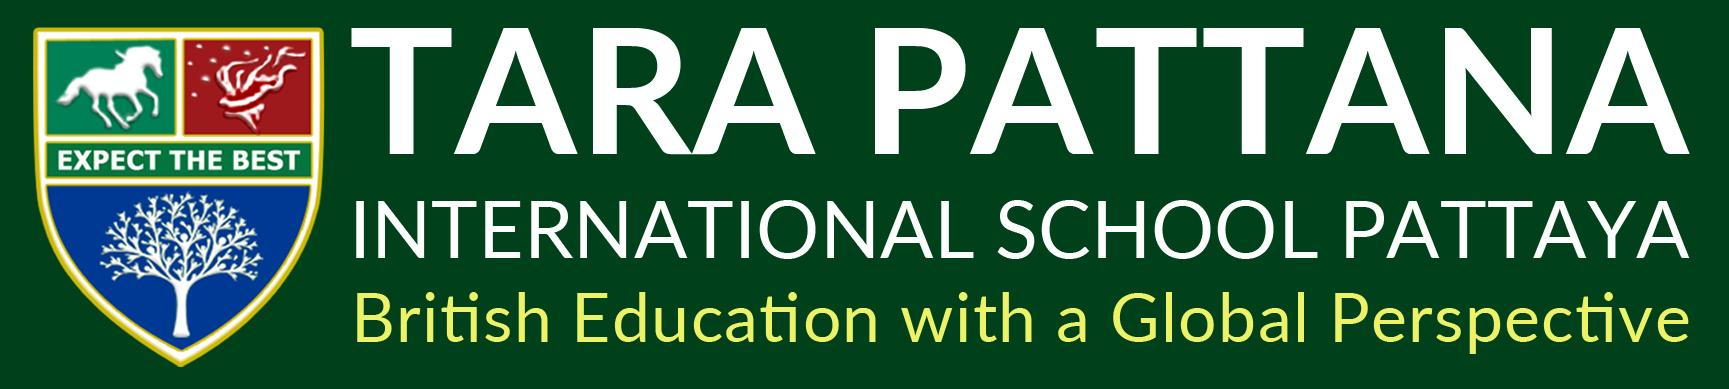 EXPECT THE BEST
TARA PATTANA
INTERNATIONAL SCHOOL PATTAYA
British Education with a Global Perspective